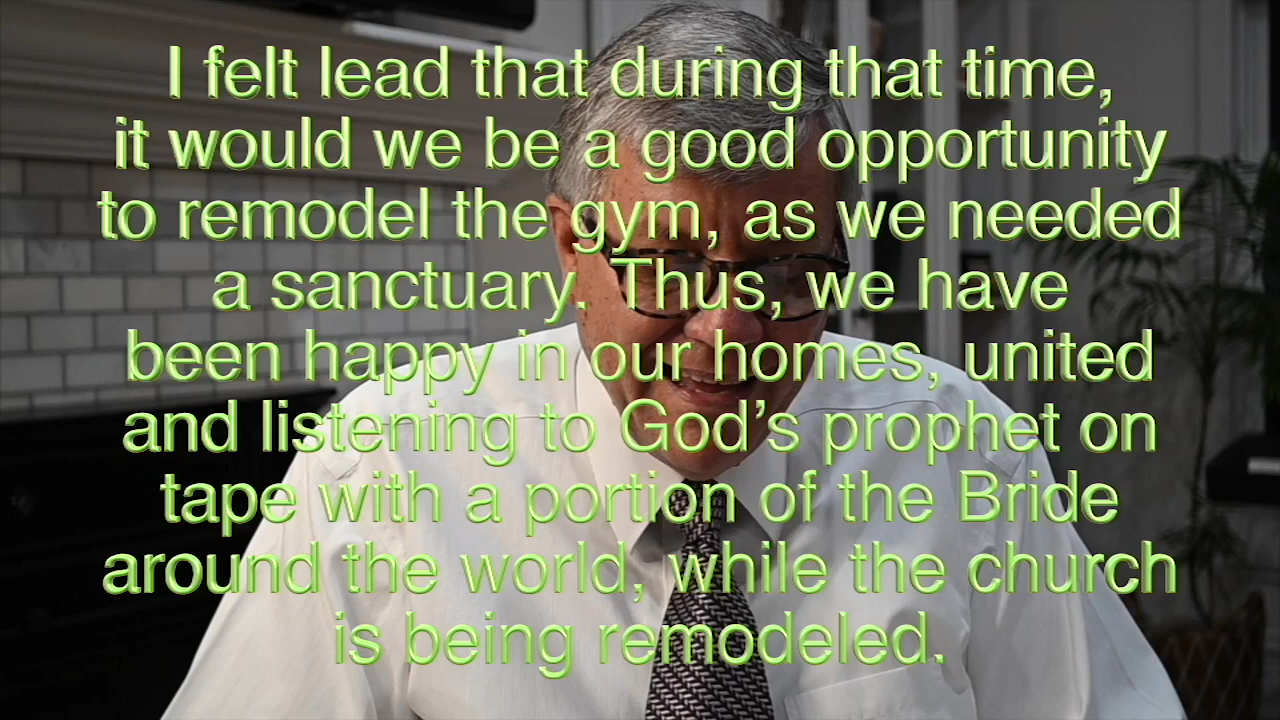 I felt lead that during that time,
it would we be a good opportunity
to remodel the gym, as we needed
a sanctuary. Thus, we have
been happy in our homes, united
and listening to God’s prophet on
tape with a portion of the Bride
around the world, while the church
is being remodeled.